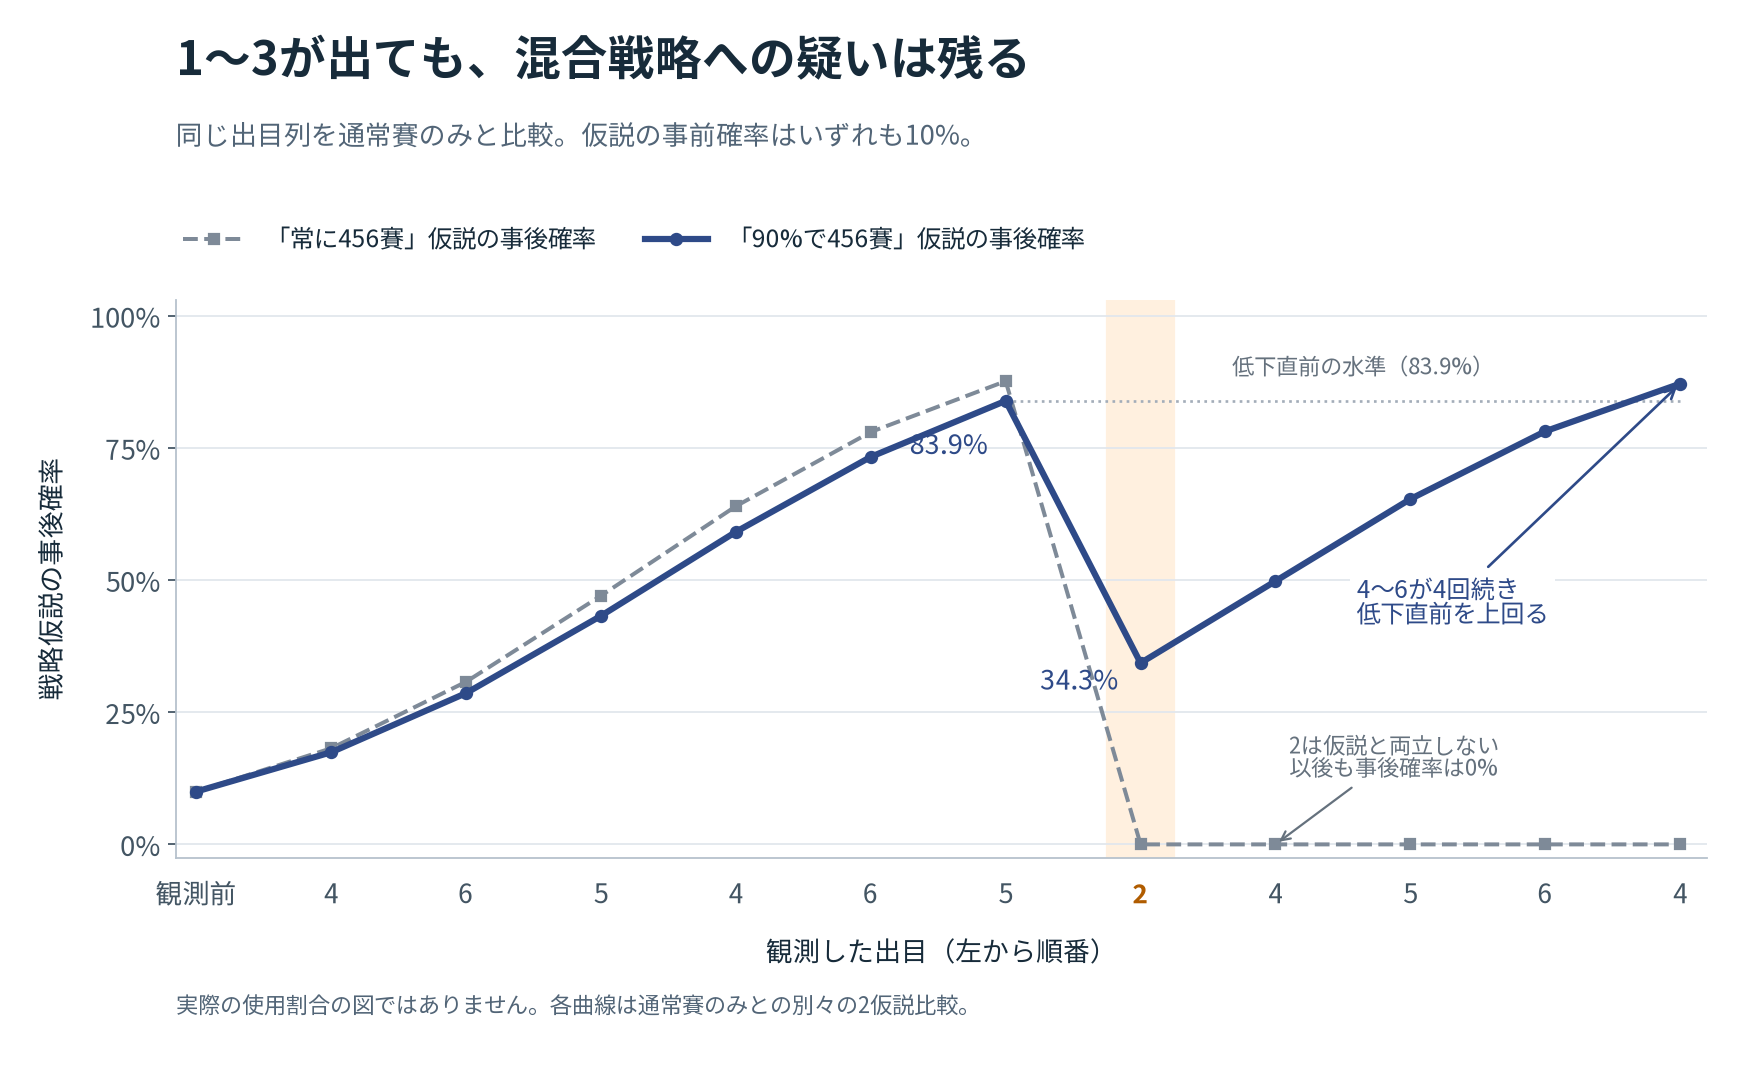 1〜3が出ても、混合戦略への疑いは残る
同じ出目列を通常賽のみと比較。仮説の事前確率はいずれも10%。
「常に456賽」仮説の事後確率
「90%で456賽」仮説の事後確率
戦略仮説の事後確率
100%
75%
50%
25%
0%
低下直前の水準（83.9%）
83.9%
34.3%
4〜6が4回続き
低下直前を上回る
2は仮説と両立しない
以後も事後確率は0%
観測前 4 6 5 4 6 5 2 4 5 6 4
観測した出目（左から順番）
実際の使用割合の図ではありません。各曲線は通常賽のみとの別々の2仮説比較。